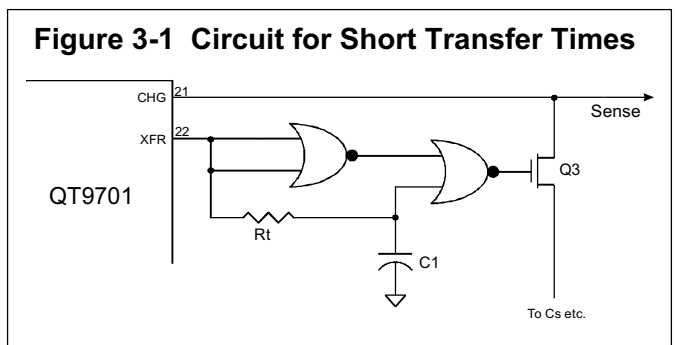 Figure 3-1 Circuit for Short Transfer Times
CHG 21
Sense
XFR 22
Q3
QT9701
Rt
C1
To Cs etc.